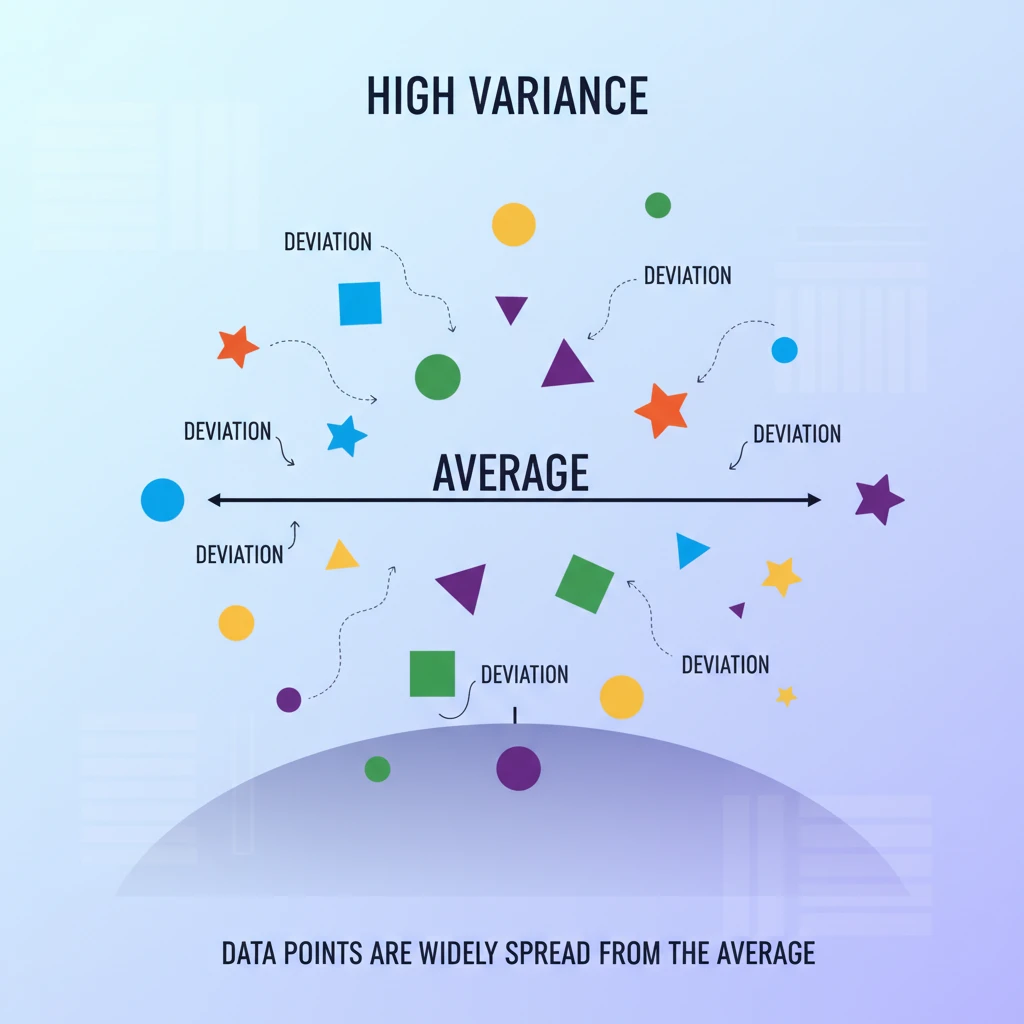 HIGH VARIANCE
DEVIATION
DEVIATION
DEVIATION
DEVIATION
AVERAGE
DEVIATION
DEVIATION
DEVIATION
DATA POINTS ARE WIDELY SPREAD FROM THE AVERAGE